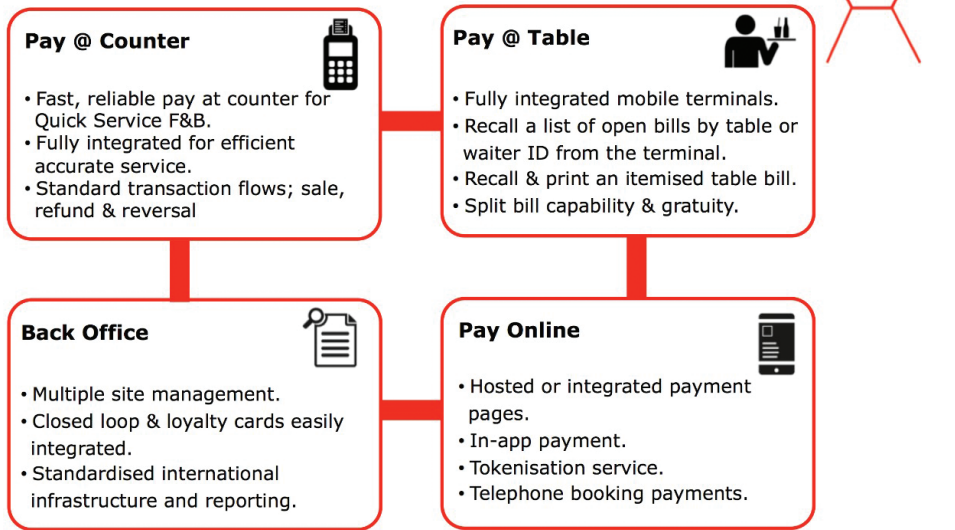 Pay @ Counter
• Fast, reliable pay at counter for
Quick Service F&B.
• Fully integrated for efficient
accurate service.
• Standard transaction flows; sale,
refund & reversal
Pay @ Table
• Fully integrated mobile terminals.
• Recall a list of open bills by table or
waiter ID from the terminal.
• Recall & print an itemised table bill.
• Split bill capability & gratuity.
Back Office
• Multiple site management.
• Closed loop & loyalty cards easily
integrated.
• Standardised international
infrastructure and reporting.
Pay Online
• Hosted or integrated payment
pages.
• In-app payment.
• Tokenisation service.
• Telephone booking payments.